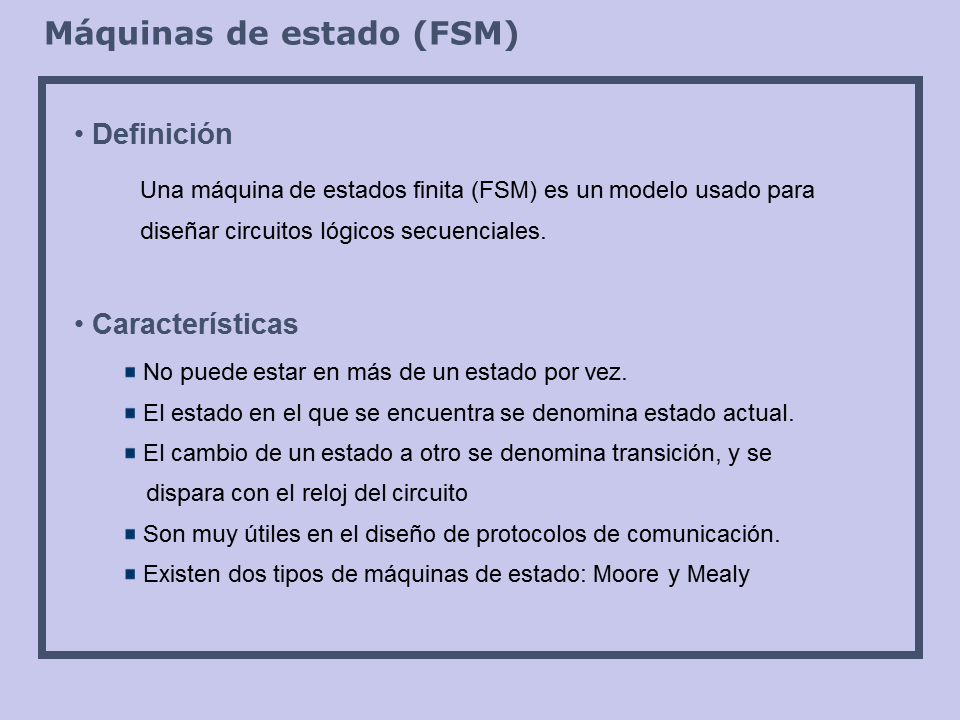 Máquinas de estado (FSM)
• Definición
Una máquina de estados finita (FSM) es un modelo usado para
diseñar circuitos lógicos secuenciales.
• Características
No puede estar en más de un estado por vez.
El estado en el que se encuentra se denomina estado actual.
El cambio de un estado a otro se denomina transición, y se
dispara con el reloj del circuito
Son muy útiles en el diseño de protocolos de comunicación.
Existen dos tipos de máquinas de estado: Moore y Mealy